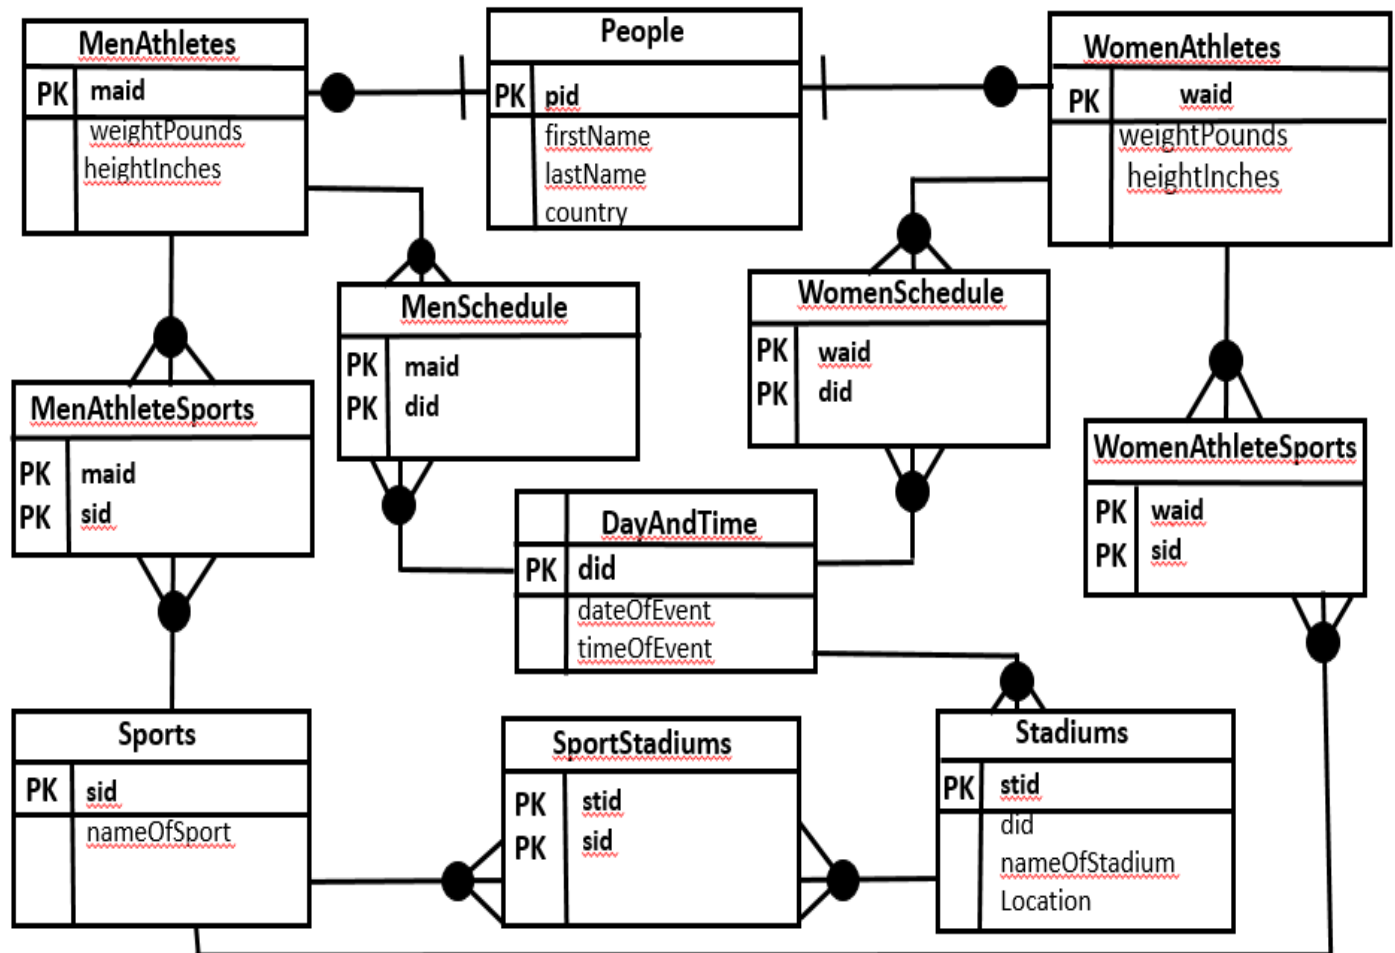 MenAthletes
PK maid
weightPounds
heightInches
People
PK pid
firstName
lastName
country
WomenAthletes
PK waid
weightPounds
heightInches
MenSchedule
PK maid
PK did
WomenSchedule
PK waid
PK did
MenAthleteSports
PK maid
PK sid
WomenAthleteSports
PK waid
PK sid
DayAndTime
PK did
dateOfEvent
timeOfEvent
Sports
PK sid
nameOfSport
SportStadiums
PK stid
PK sid
Stadiums
PK stid
did
nameOfStadium
Location